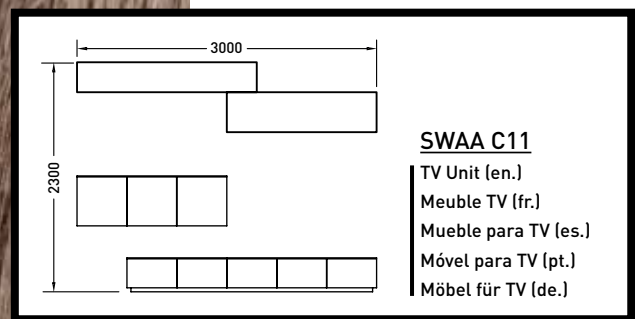 3000
2300
SWAA C11
TV Unit (en.)
Meuble TV (fr.)
Mueble para TV (es.)
Móvel para TV (pt.)
Möbel für TV (de.)